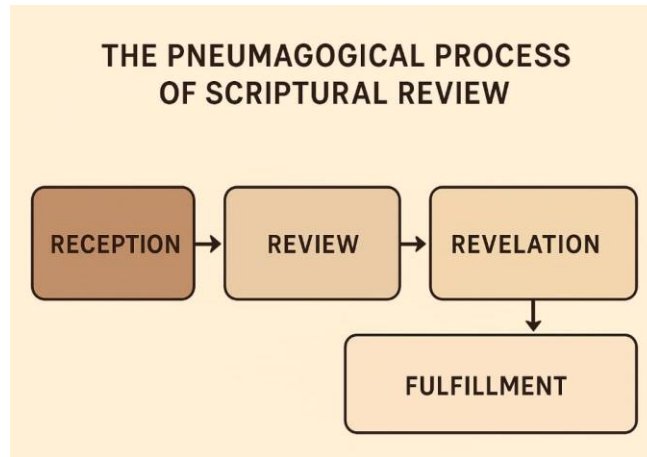 THE PNEUMAGOGICAL PROCESS
OF SCRIPTURAL REVIEW
RECEPTION
REVIEW
REVELATION
FULFILLMENT